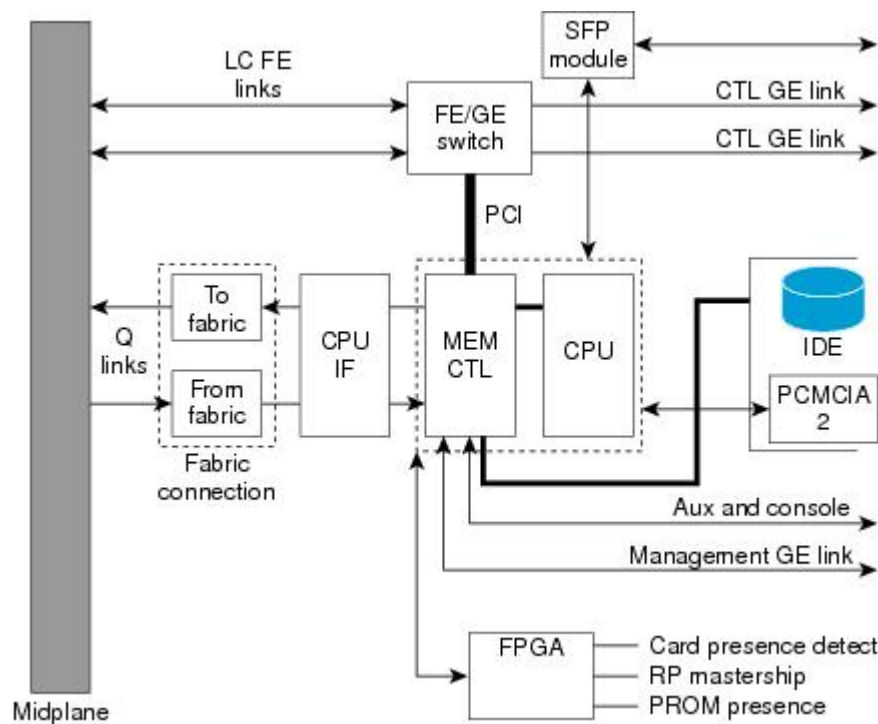 SFP
module
LC FE
links
FE/GE
switch
CTL GE link
CTL GE link
PCI
To
fabric
Q
links
From
fabric
Fabric
connection
CPU
IF
MEM
CTL
CPU
IDE
PCMCIA
2
Aux and console
Management GE link
FPGA
Card presence detect
RP mastership
PROM presence
Midplane